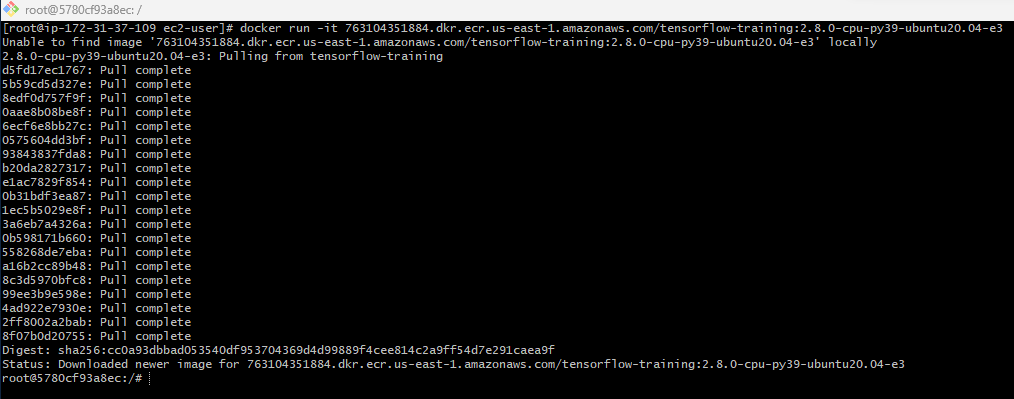 root@5780cf93a8ec: /
[root@ip-172-31-37-109 ec2-user]# docker run -it 763104351884.dkr.ecr.us-east-1.amazonaws.com/tensorflow-training:2.8.0-cpu-py39-ubuntu20.04-e3
Unable to find image '763104351884.dkr.ecr.us-east-1.amazonaws.com/tensorflow-training:2.8.0-cpu-py39-ubuntu20.04-e3' locally
2.8.0-cpu-py39-ubuntu20.04-e3: Pulling from tensorflow-training
d5fd17ec1767: Pull complete
5b59cd5d327e: Pull complete
8edf0d757f9f: Pull complete
0aae8b08be8f: Pull complete
6ecf6e8bb27c: Pull complete
0575604dd3bf: Pull complete
93843837fda8: Pull complete
b20da2827317: Pull complete
e1ac7829f854: Pull complete
0b31bdf3ea87: Pull complete
1ec5b5029e8f: Pull complete
3a6eb7a4326a: Pull complete
0b598171b660: Pull complete
558268de7eba: Pull complete
a16b2cc89b48: Pull complete
8c3d5970bfc8: Pull complete
99ee3b9e598e: Pull complete
4ad922e7930e: Pull complete
2ff8002a2bab: Pull complete
8f07b0d20755: Pull complete
Digest: sha256:cc0a93dbbad053540df953704369d4d99889f4cee814c2a9ff54d7e291caea9f
Status: Downloaded newer image for 763104351884.dkr.ecr.us-east-1.amazonaws.com/tensorflow-training:2.8.0-cpu-py39-ubuntu20.04-e3
root@5780cf93a8ec:/#